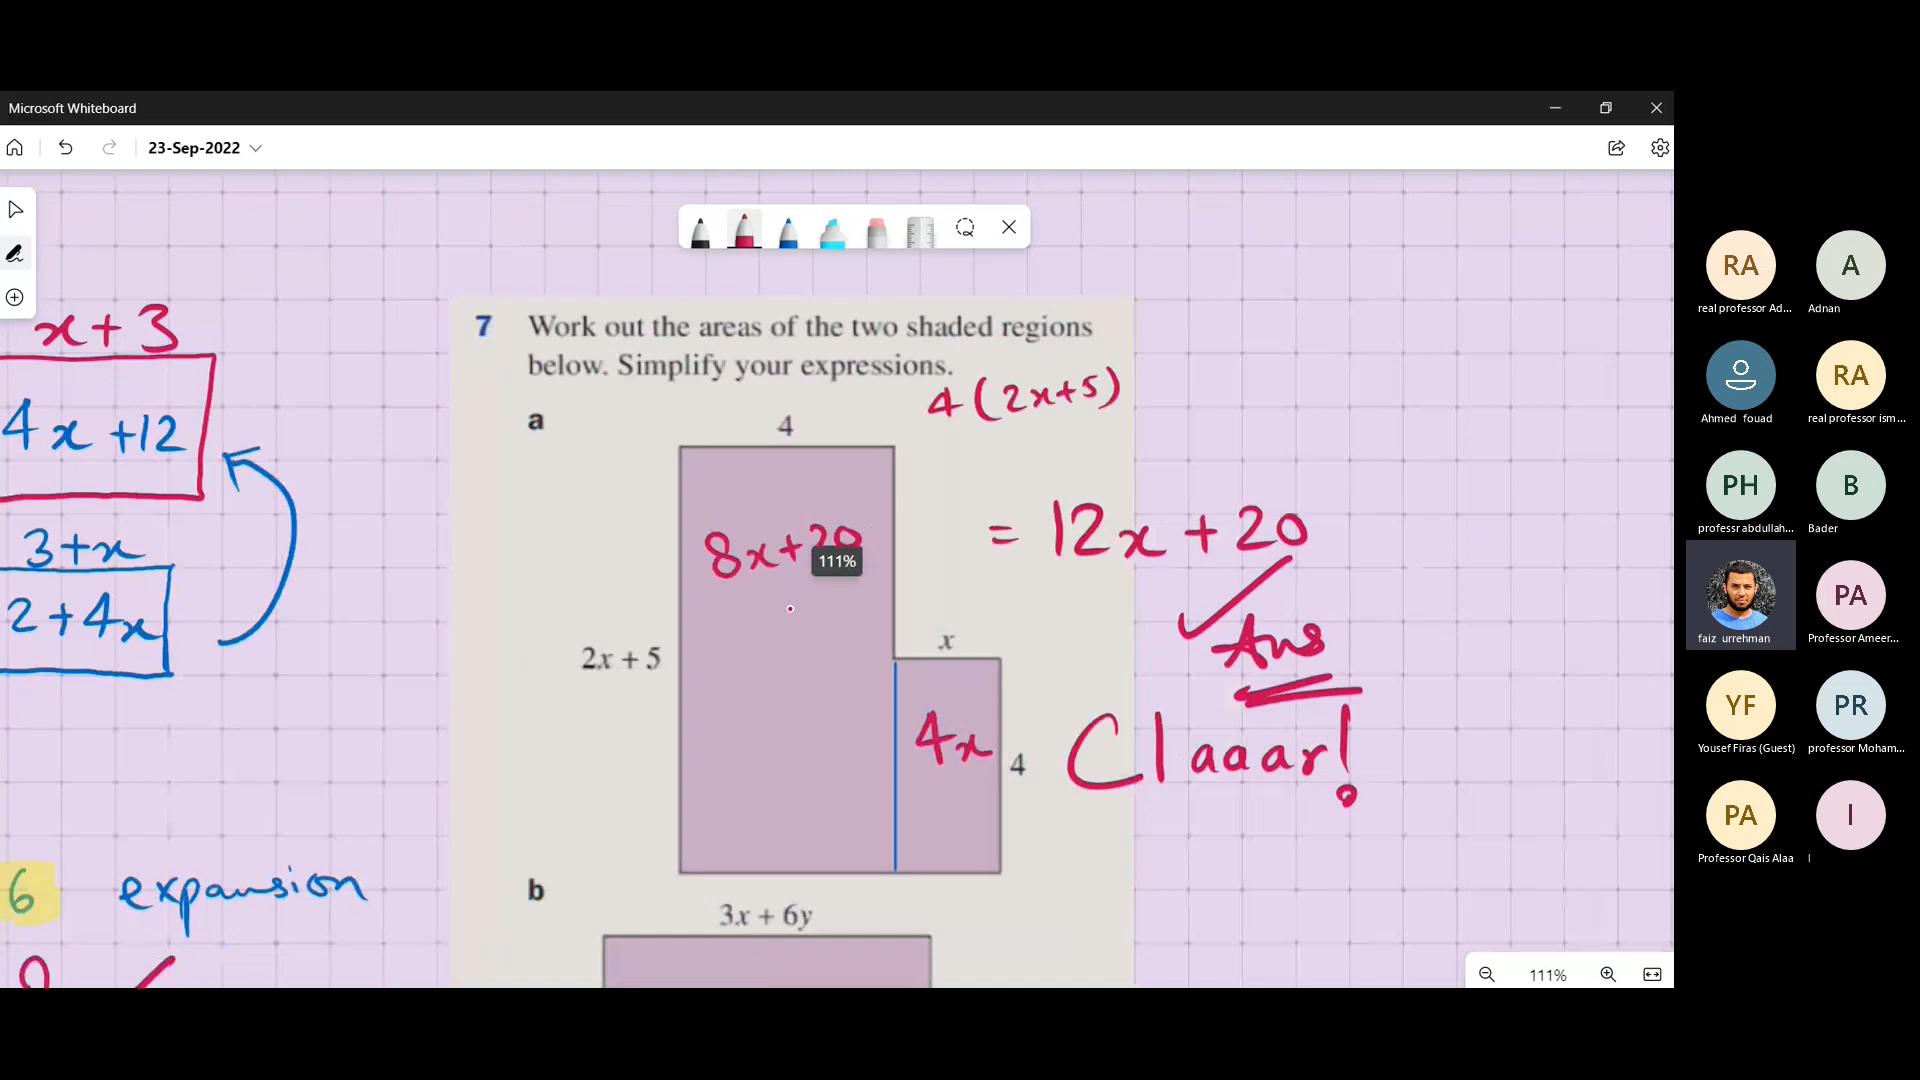 Microsoft Whiteboard
23-Sep-2022
x+3
4x+12
3+x
2+4x
6 expansion
7 Work out the areas of the two shaded regions
below. Simplify your expressions.
4(2x+5)
a
4
8x+20
111%
= 12x+20
Ans
2x + 5
x
4x
4
Claaar!
b
3x + 6y
111%
RA
real professor Ad...
A
Adnan
Ahmed fouad
RA
real professor ism...
PH
professr abdullah...
B
Bader
faiz urrehman
PA
Professor Ameer...
YF
Yousef Firas (Guest)
PR
professor Moham...
PA
Professor Qais Alaa
I
I